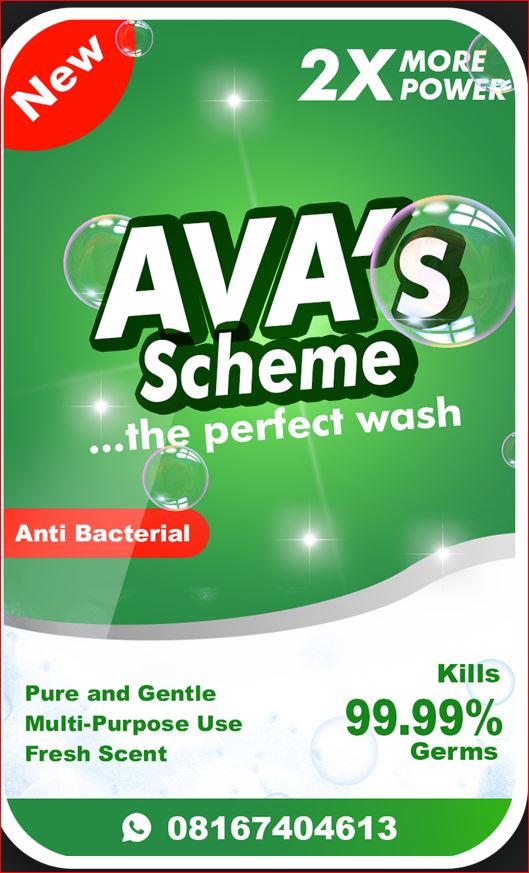 New
2X MORE
POWER
AVA's
Scheme
...the perfect wash
Anti Bacterial
Pure and Gentle
Multi-Purpose Use
Fresh Scent
Kills
99.99%
Germs
08167404613